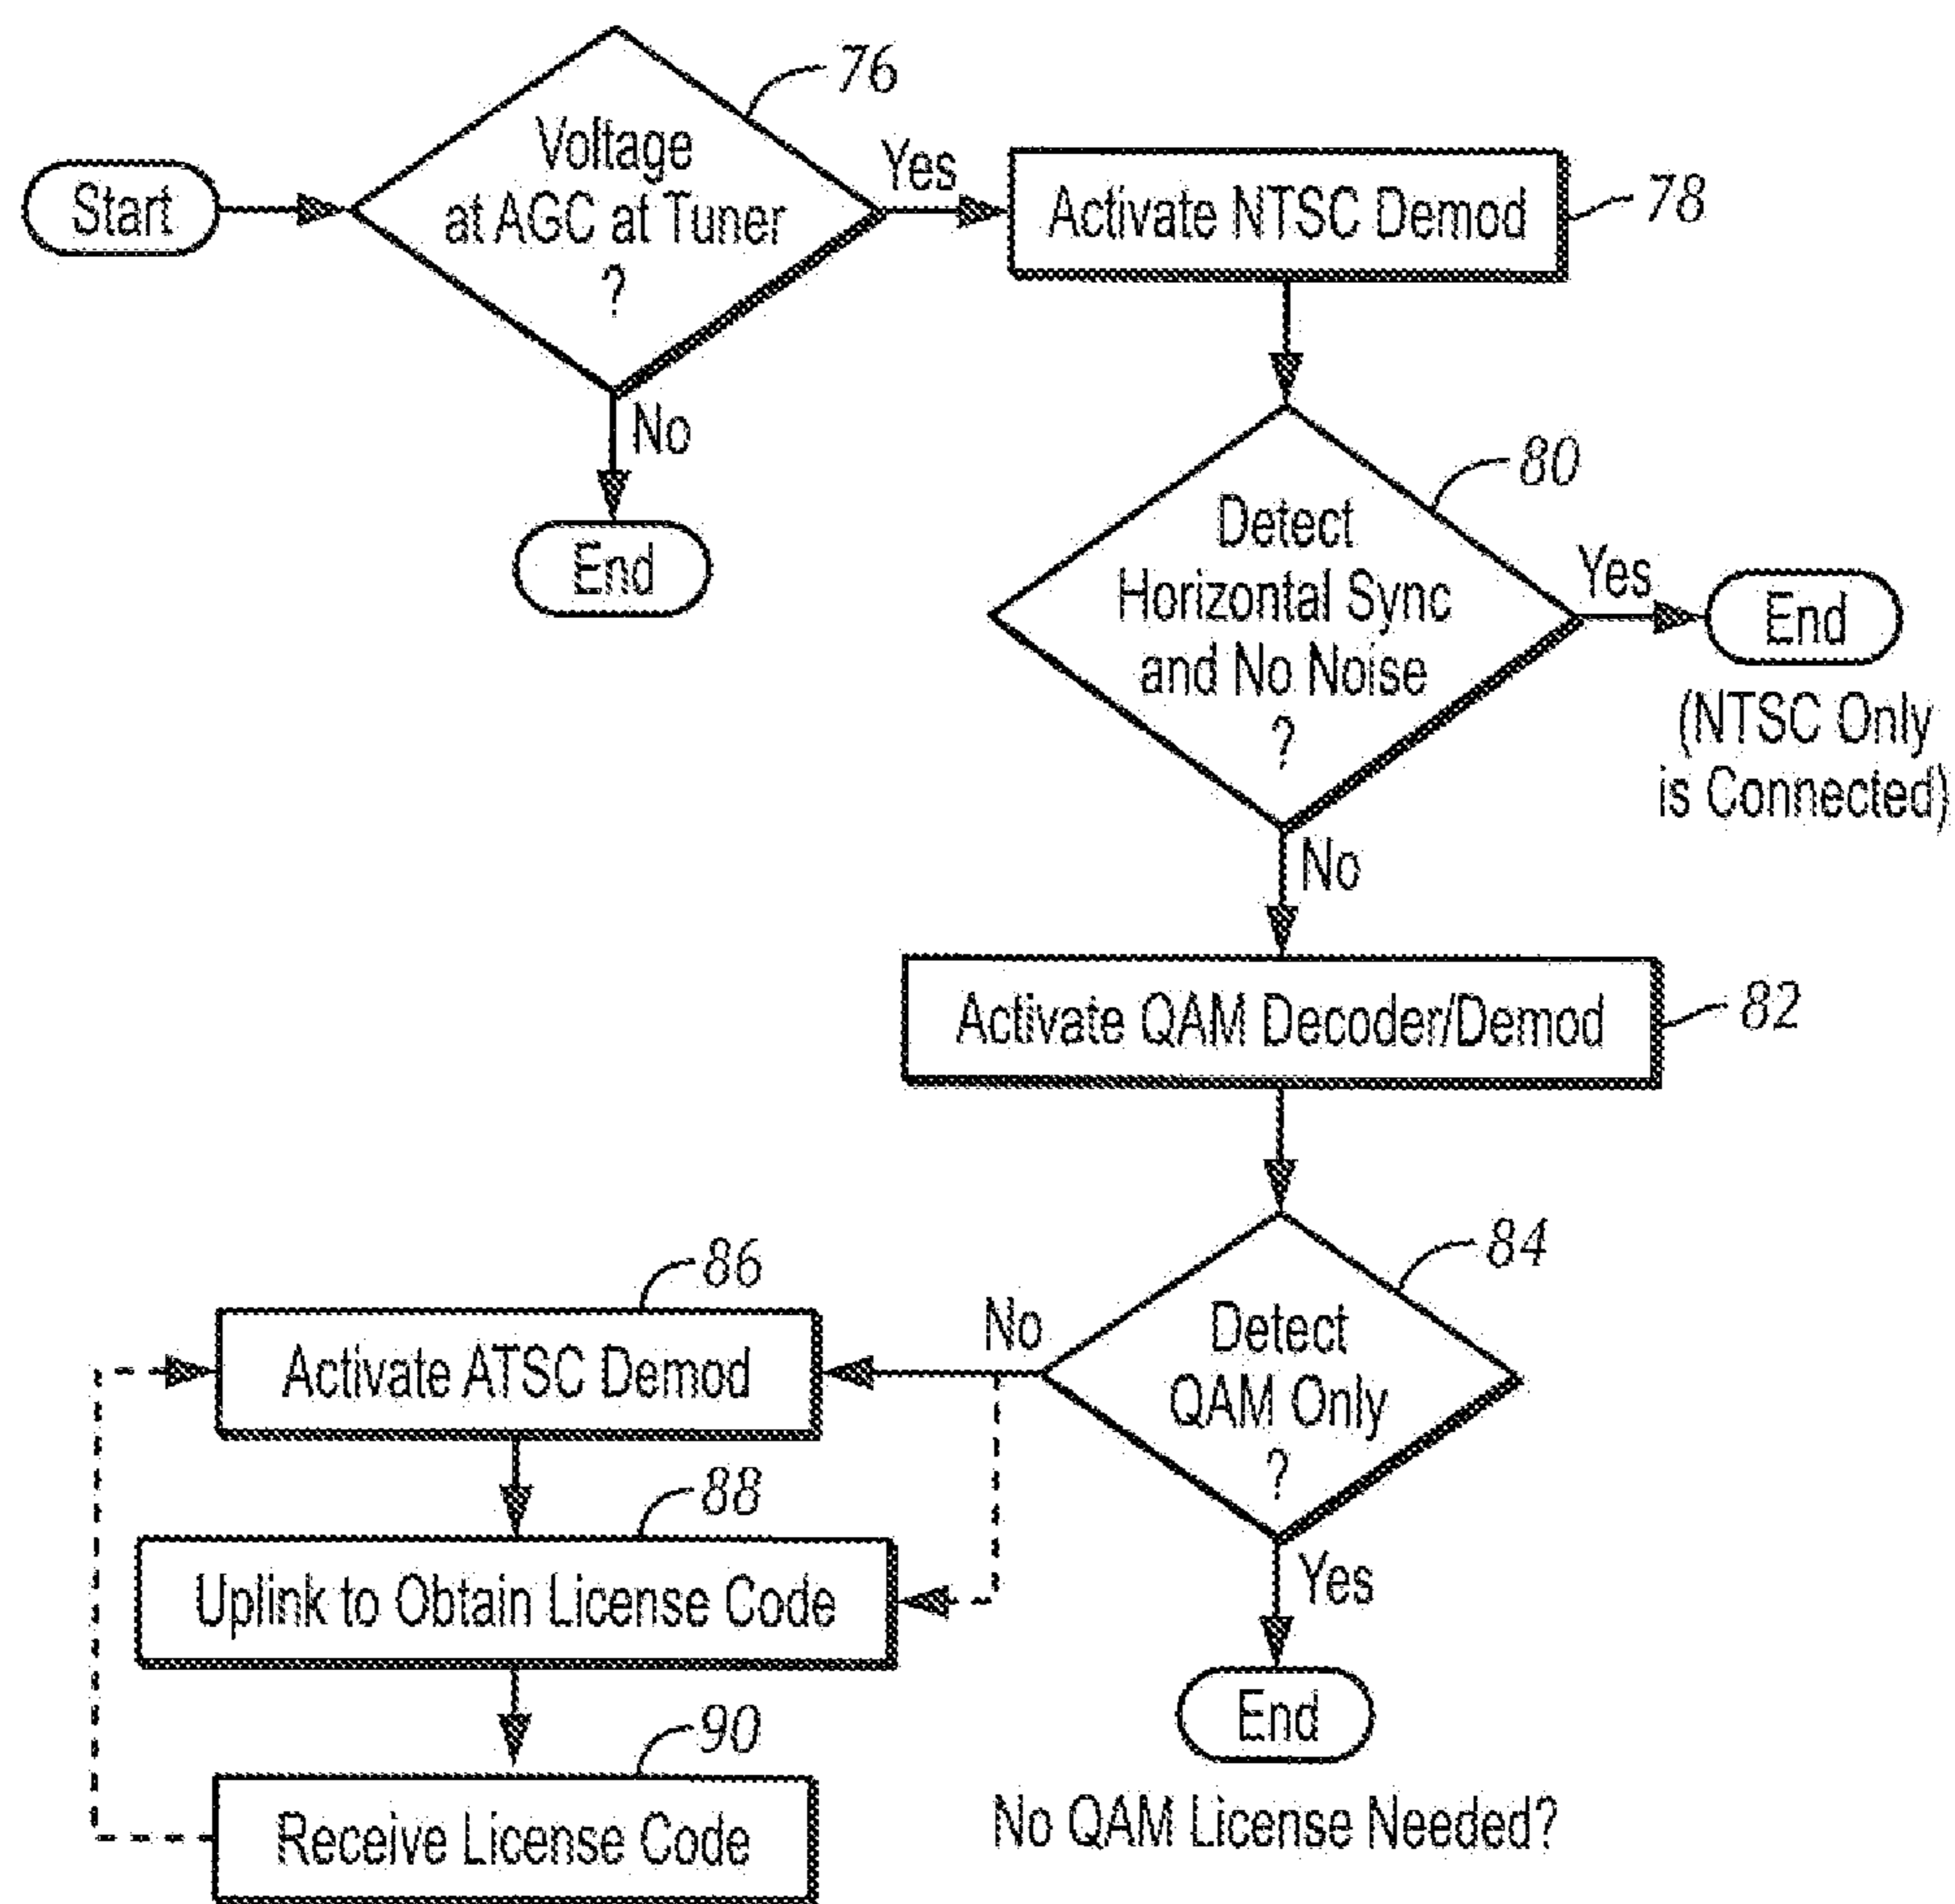 Start
Voltage
at AGC at Tuner
?
76
Yes
No
End
Activate NTSC Demod
78
Detect
Horizontal Sync
and No Noise
?
80
Yes
End
(NTSC Only
is Connected)
No
Activate QAM Decoder/Demod
82
Detect
QAM Only
?
84
No
Yes
End
No QAM License Needed?
Activate ATSC Demod
86
Uplink to Obtain License Code
88
Receive License Code
90